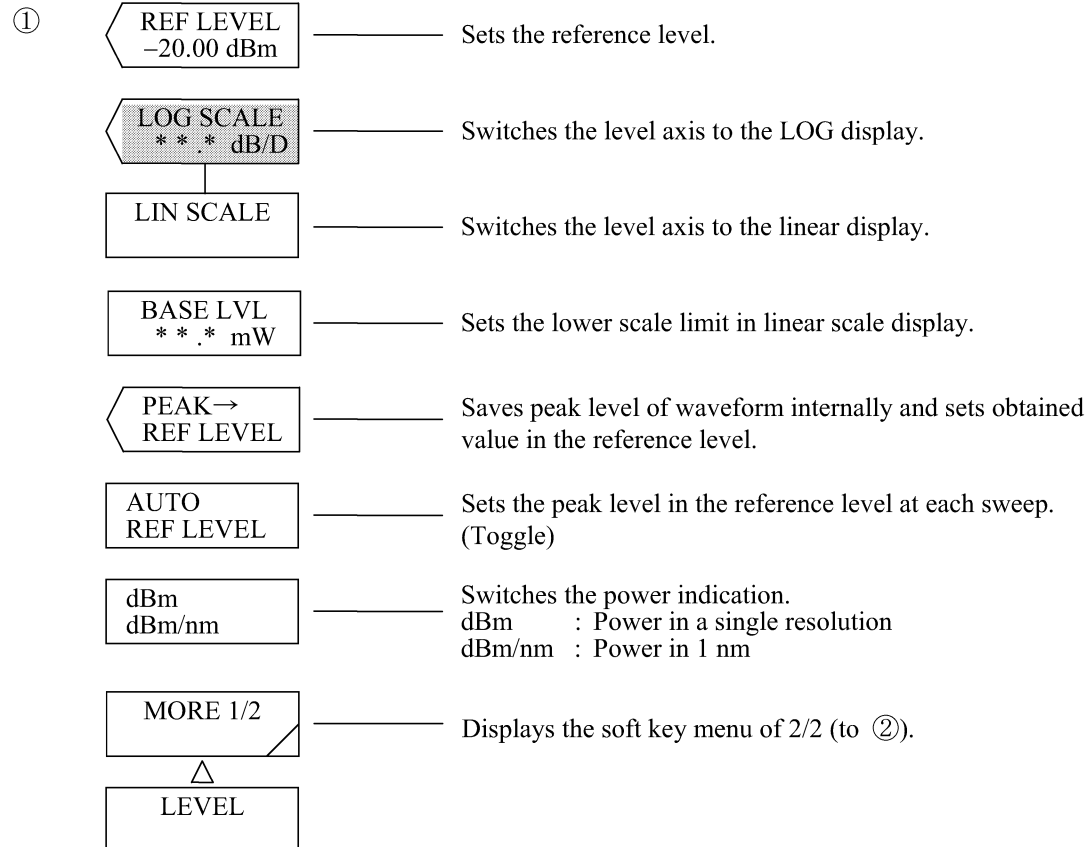 ①
REF LEVEL
−20.00 dBm
Sets the reference level.
LOG SCALE
* * .* dB/D
Switches the level axis to the LOG display.
LIN SCALE
Switches the level axis to the linear display.
BASE LVL
* * .* mW
Sets the lower scale limit in linear scale display.
PEAK→
REF LEVEL
Saves peak level of waveform internally and sets obtained
value in the reference level.
AUTO
REF LEVEL
Sets the peak level in the reference level at each sweep.
(Toggle)
dBm
dBm/nm
Switches the power indication.
dBm : Power in a single resolution
dBm/nm : Power in 1 nm
MORE 1/2
Displays the soft key menu of 2/2 (to ②).
LEVEL